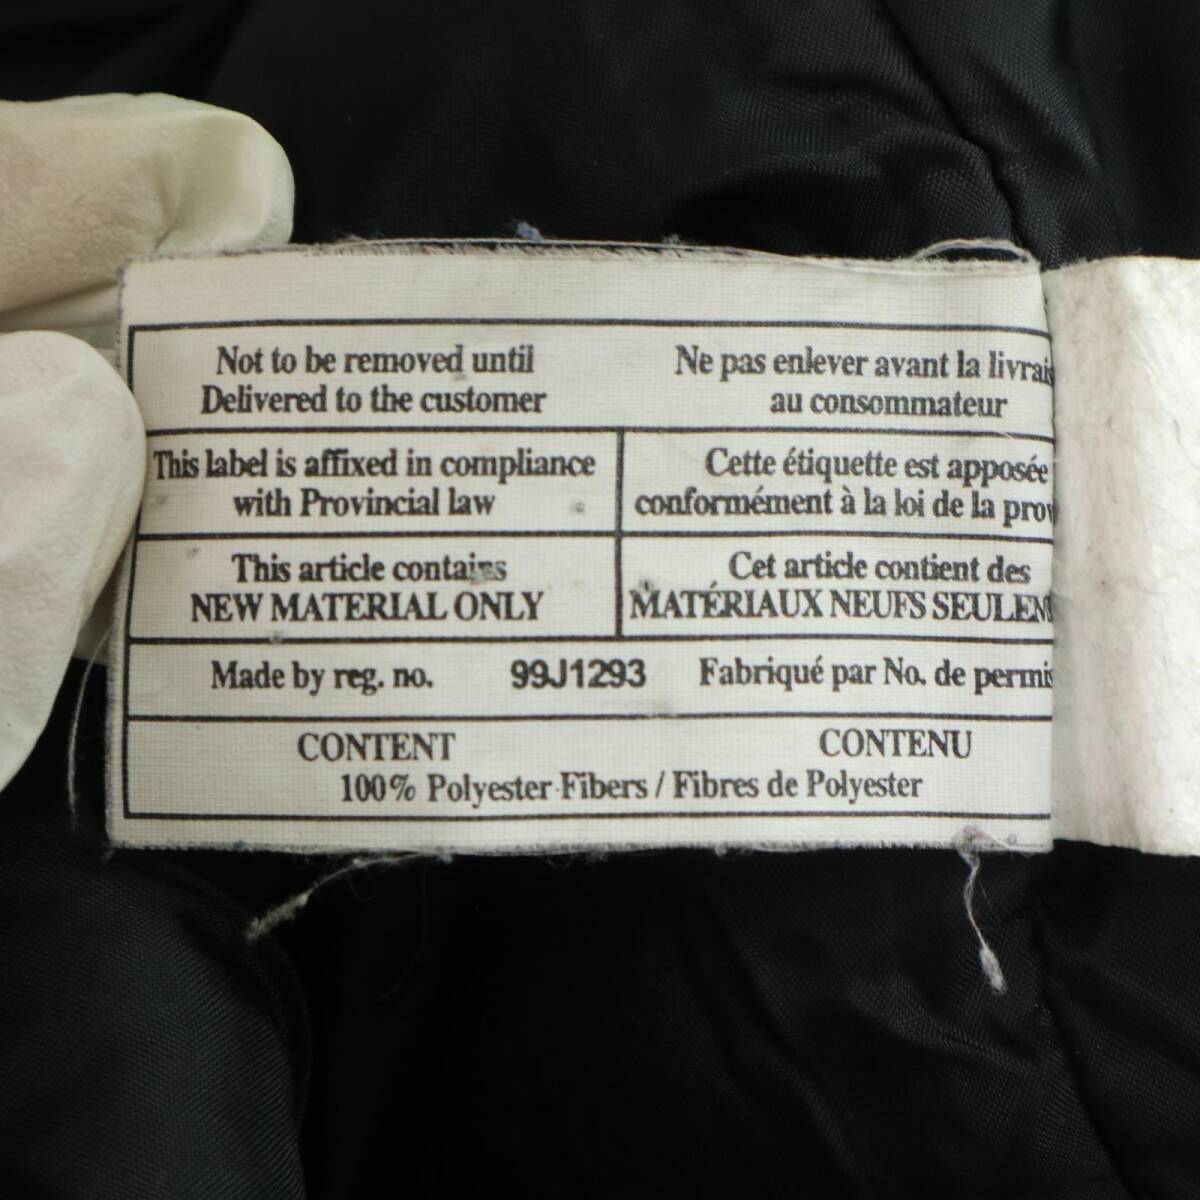 Not to be removed until
Delivered to the customer
Ne pas enlever avant la
au consommateur
This label is affixed in compliance
with Provincial law
Cette étiquette est apposée
conformément à la loi de la
This article contains
NEW MATERIAL ONLY
Cet article contient des
MATÉRIAUX NEUFS
Made by reg. no. 99J1293 Fabriqué par No. de permis
CONTENT CONTENU
100% Polyester Fibers / Fibres de Polyester